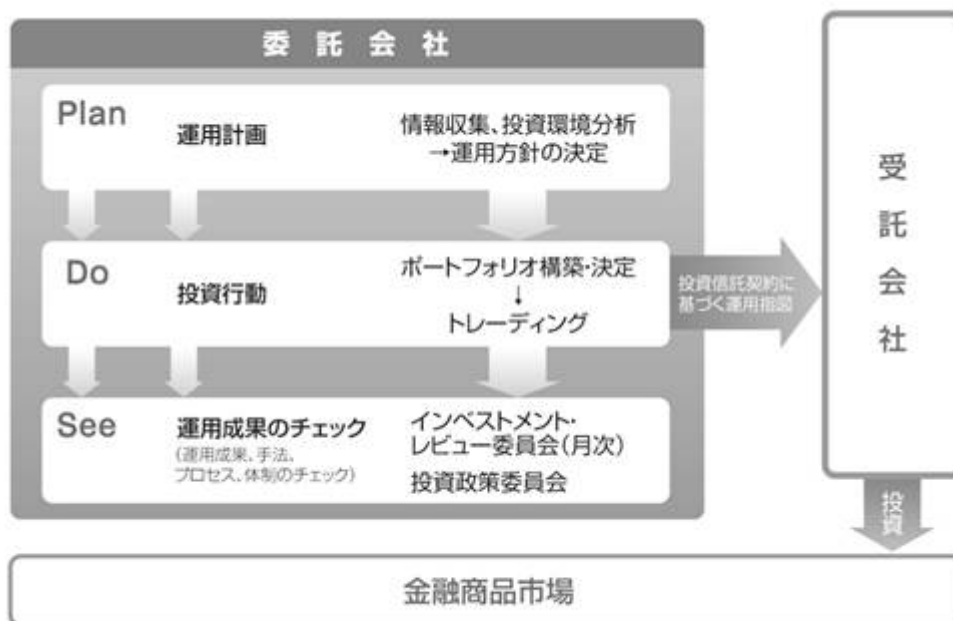 委託会社
Plan
運用計画
情報収集、投資環境分析
→運用方針の決定
Do
投資行動
ポートフォリオ構築・決定
↓
トレーディング
投資信託契約に
基づく運用指図
See
運用成果のチェック
(運用成果、手法、
プロセス、体制のチェック)
インベストメント・
レビュー委員会(月次)
投資政策委員会
受託会社
投資
金融商品市場